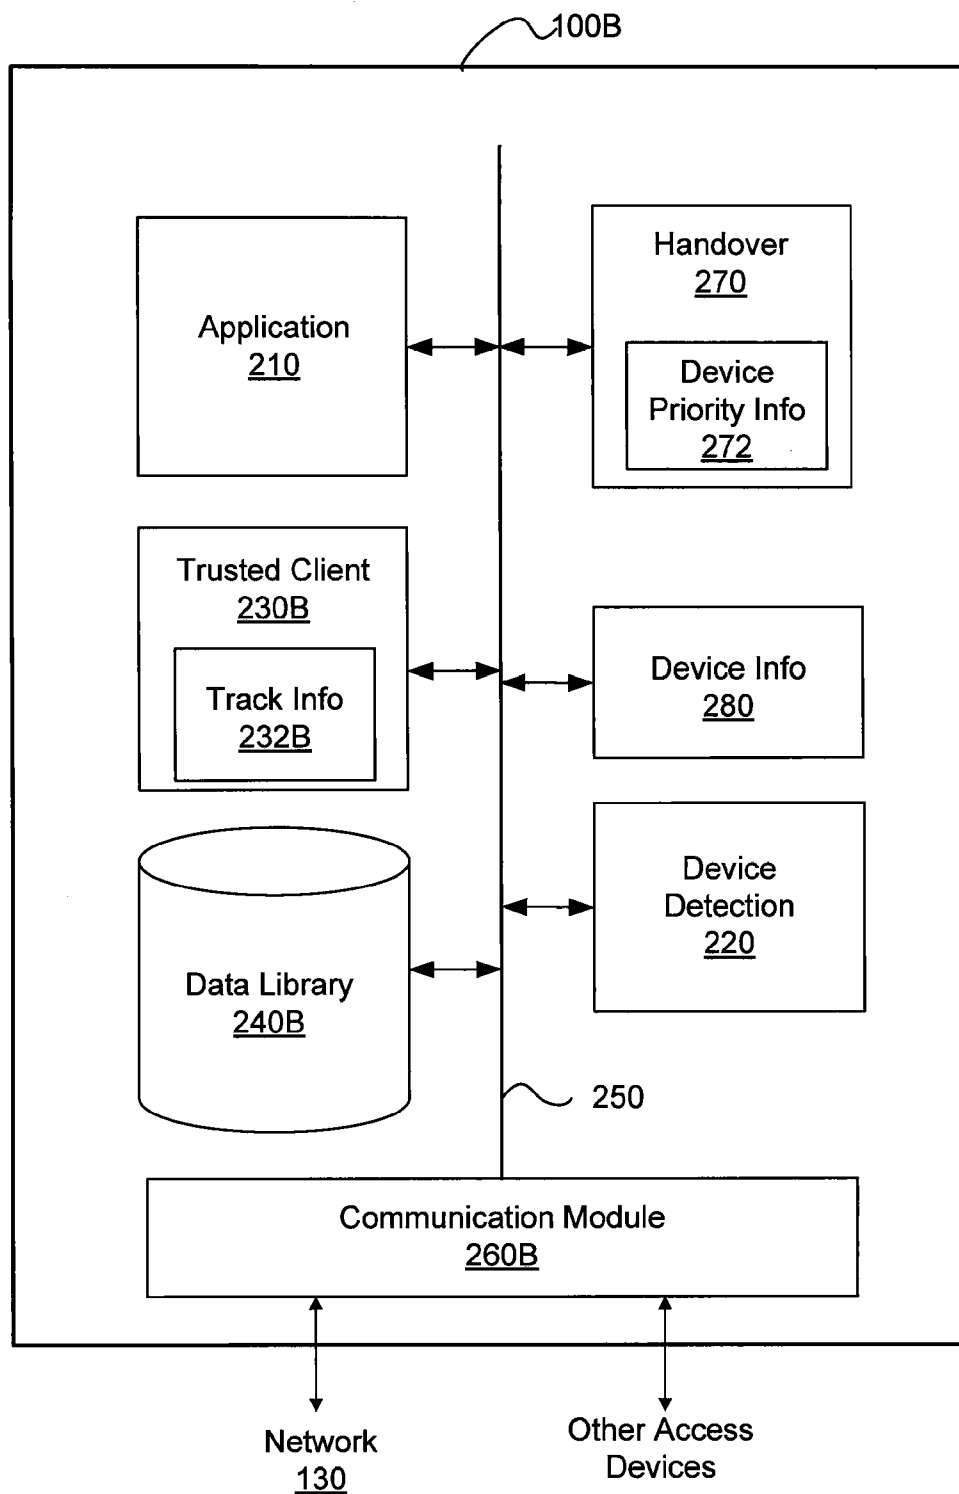 100B
Application
210
Handover
270
Device
Priority Info
272
Trusted Client
230B
Track Info
232B
Device Info
280
Device
Detection
220
Data Library
240B
250
Communication Module
260B
Network
130
Other Access
Devices